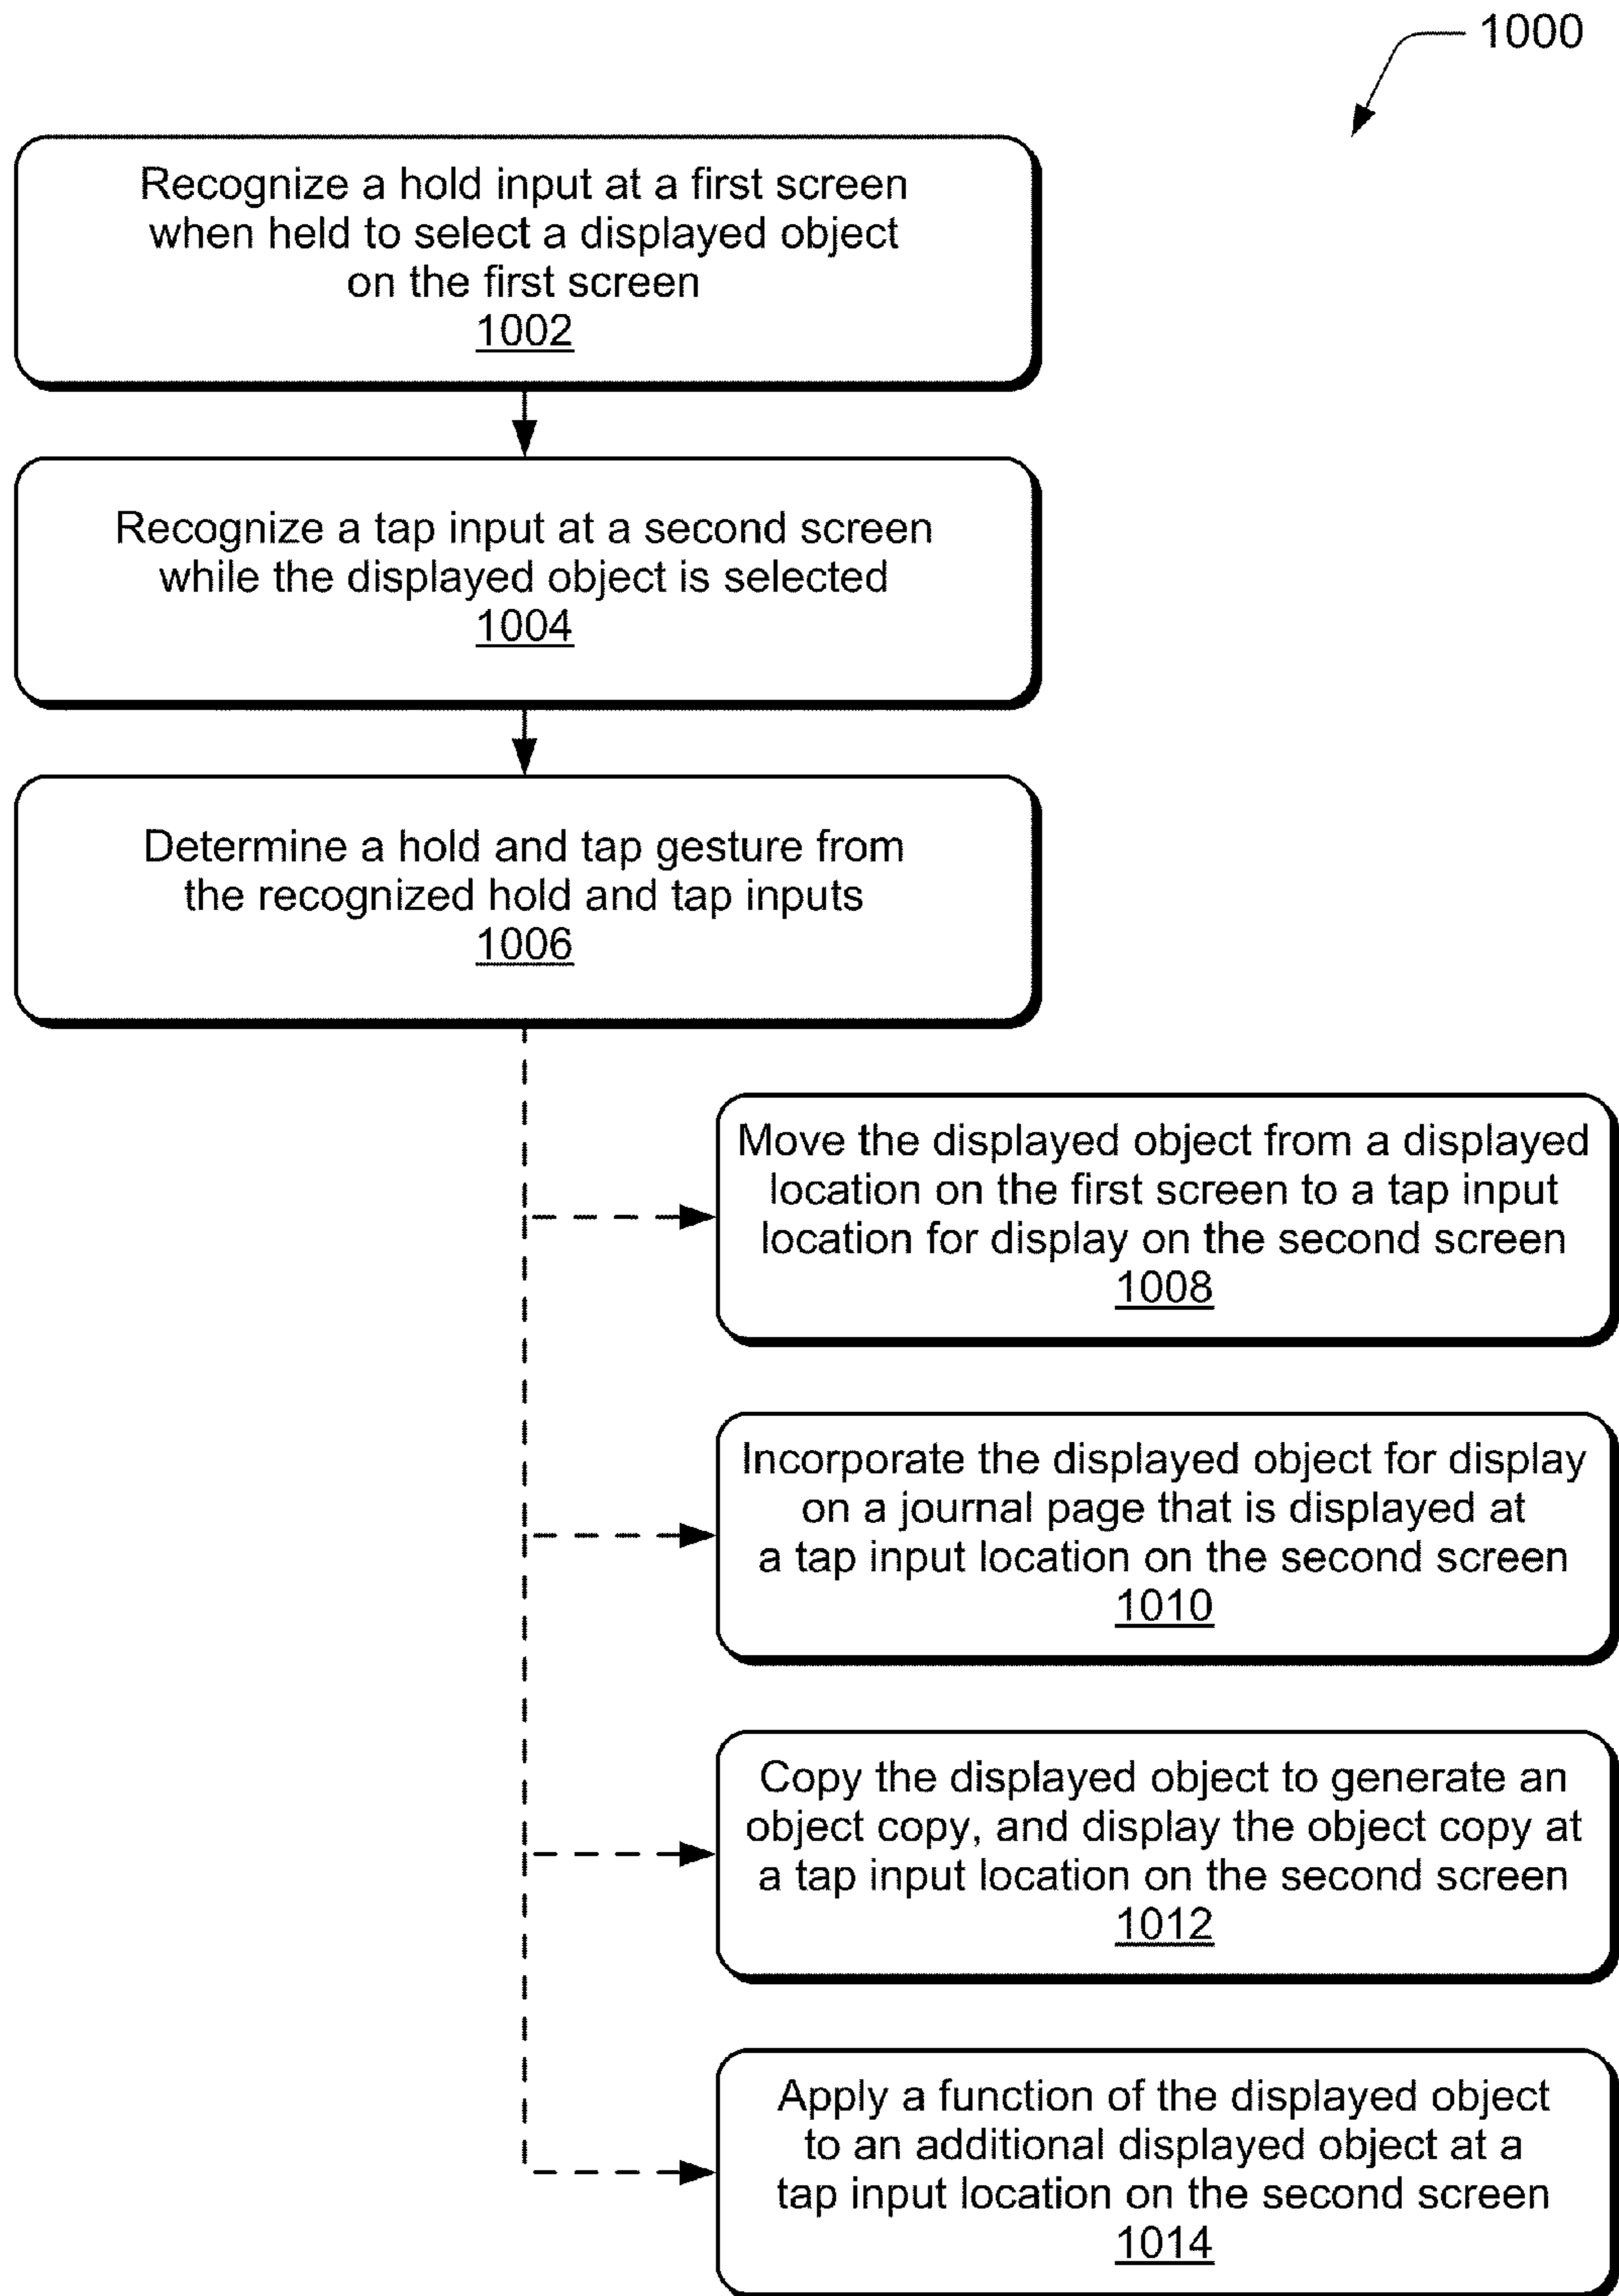 1000
Recognize a hold input at a first screen
when held to select a displayed object
on the first screen
1002
Recognize a tap input at a second screen
while the displayed object is selected
1004
Determine a hold and tap gesture from
the recognized hold and tap inputs
1006
Move the displayed object from a displayed
location on the first screen to a tap input
location for display on the second screen
1008
Incorporate the displayed object for display
on a journal page that is displayed at
a tap input location on the second screen
1010
Copy the displayed object to generate an
object copy, and display the object copy at
a tap input location on the second screen
1012
Apply a function of the displayed object
to an additional displayed object at a
tap input location on the second screen
1014